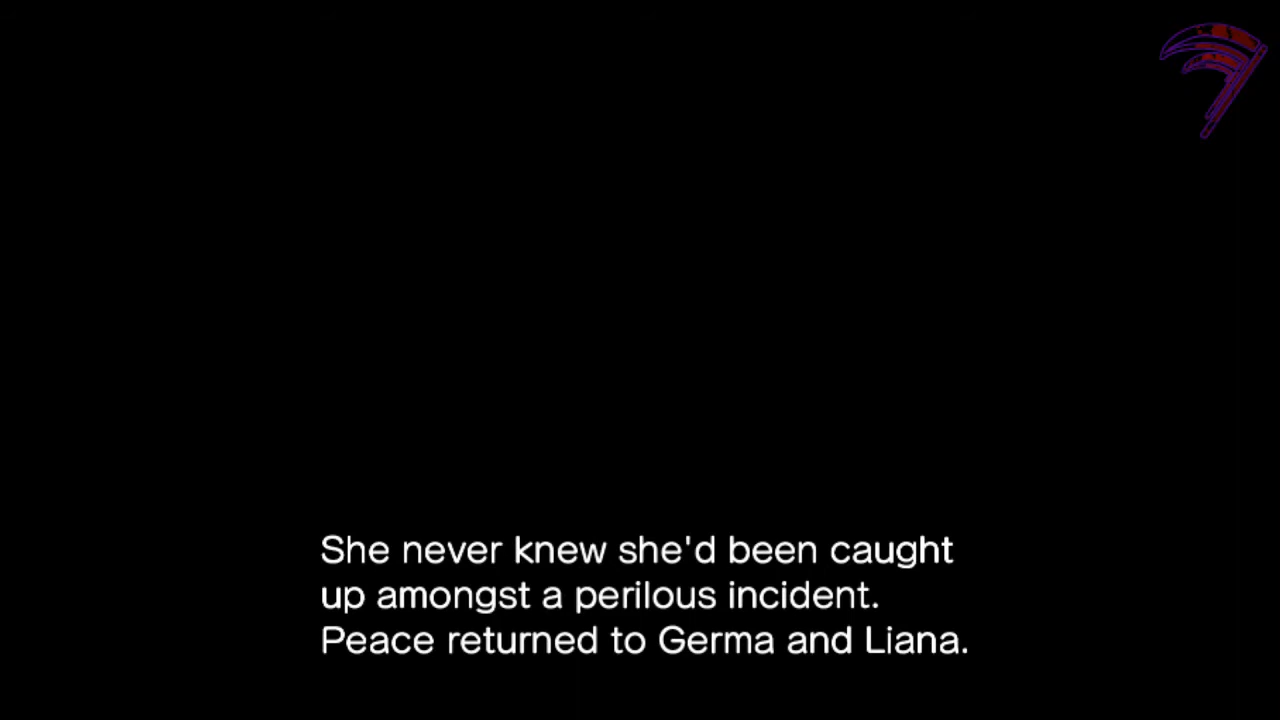 She never knew she'd been caught
up amongst a perilous incident.
Peace returned to Germa and Liana.